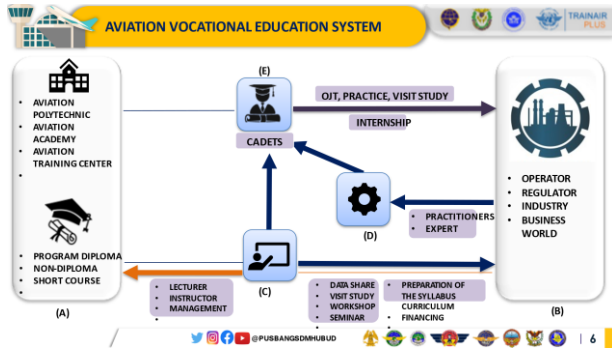 AVIATION VOCATIONAL EDUCATION SYSTEM
TRAINAIR
PLUS
(E)
• AVIATION
POLYTECHNIC
• AVIATION
ACADEMY
• AVIATION
TRAINING CENTER
•
CADETS
OJT, PRACTICE, VISIT STUDY
INTERNSHIP
• OPERATOR
• REGULATOR
• INDUSTRY
• BUSINESS
WORLD
• PRACTITIONERS
• EXPERT
(D)
• PROGRAM DIPLOMA
• NON-DIPLOMA
• SHORT COURSE
•
(A)
• LECTURER
• INSTRUCTOR
• MANAGEMENT
•
(C)
• DATA SHARE
• VISIT STUDY
• WORKSHOP
• SEMINAR
•
• PREPARATION OF
THE SYLLABUS
CURRICULUM
• FINANCING
•
(B)
@PUSBANGSDMHUBUD
6